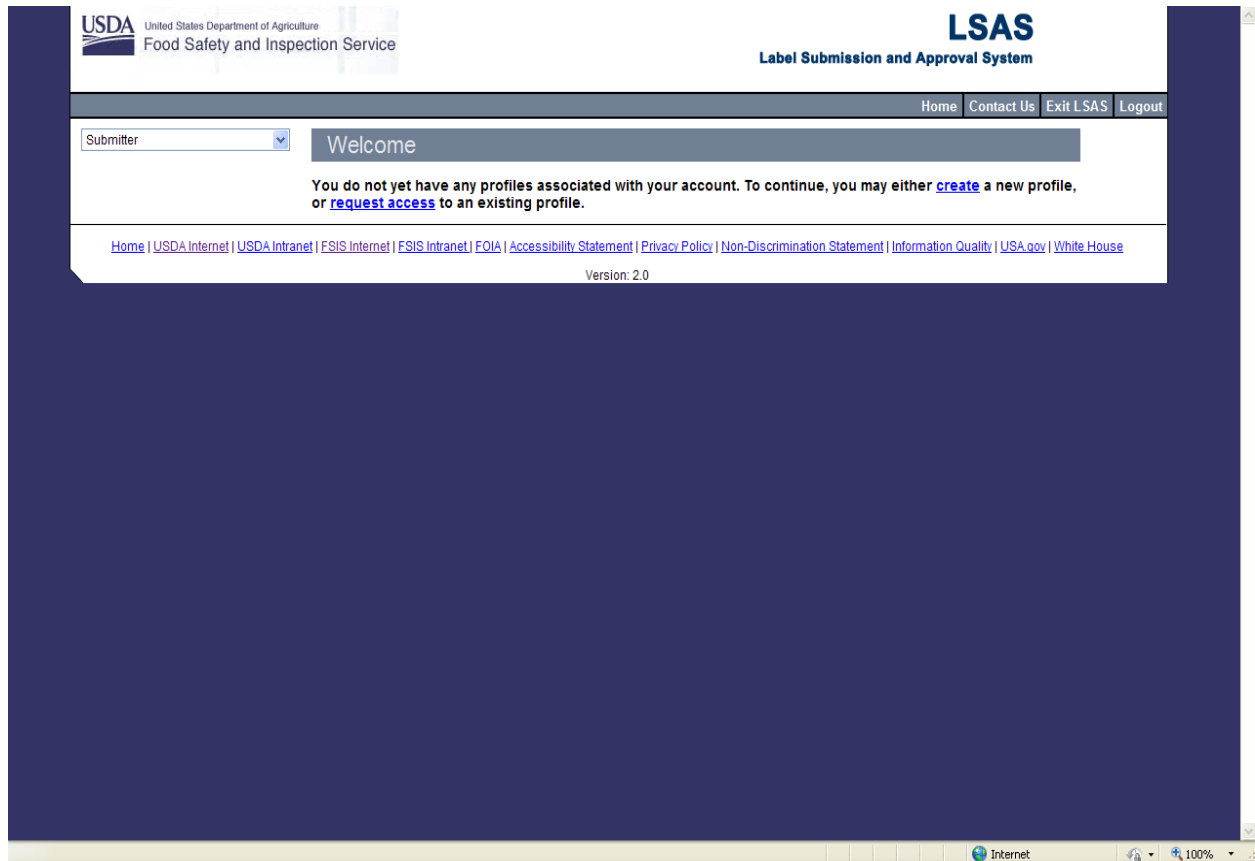 USDA United States Department of Agriculture
Food Safety and Inspection Service
LSAS
Label Submission and Approval System
Home Contact Us Exit LSAS Logout
Submitter
Welcome
You do not yet have any profiles associated with your account. To continue, you may either create a new profile,
or request access to an existing profile.
Home | USDA Internet | USDA Intranet | FSIS Internet | FSIS Intranet | FOIA | Accessibility Statement | Privacy Policy | Non-Discrimination Statement | Information Quality | USA.gov | White House
Version: 2.0
Internet 100%